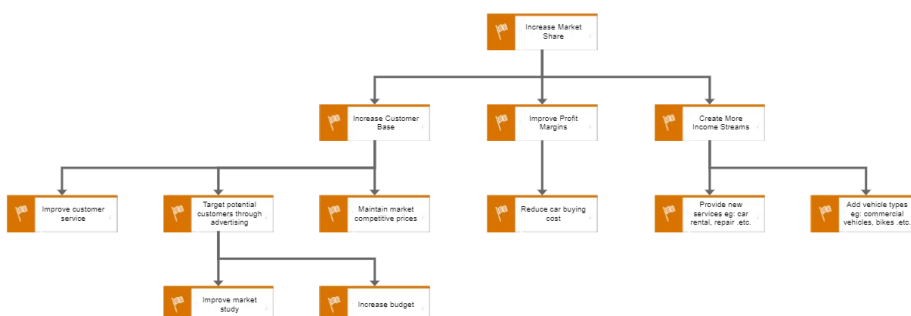 Increase Market
Share
Increase Customer
Base
Improve Profit
Margins
Create More
Income Streams
Improve customer
service
Target potential
customers through
advertising
Maintain market
competitive prices
Reduce car buying
cost
Provide new
services eg: car
rental, repair .etc.
Add vehicle types
eg: commercial
vehicles, bikes .etc.
Improve market
study
Increase budget